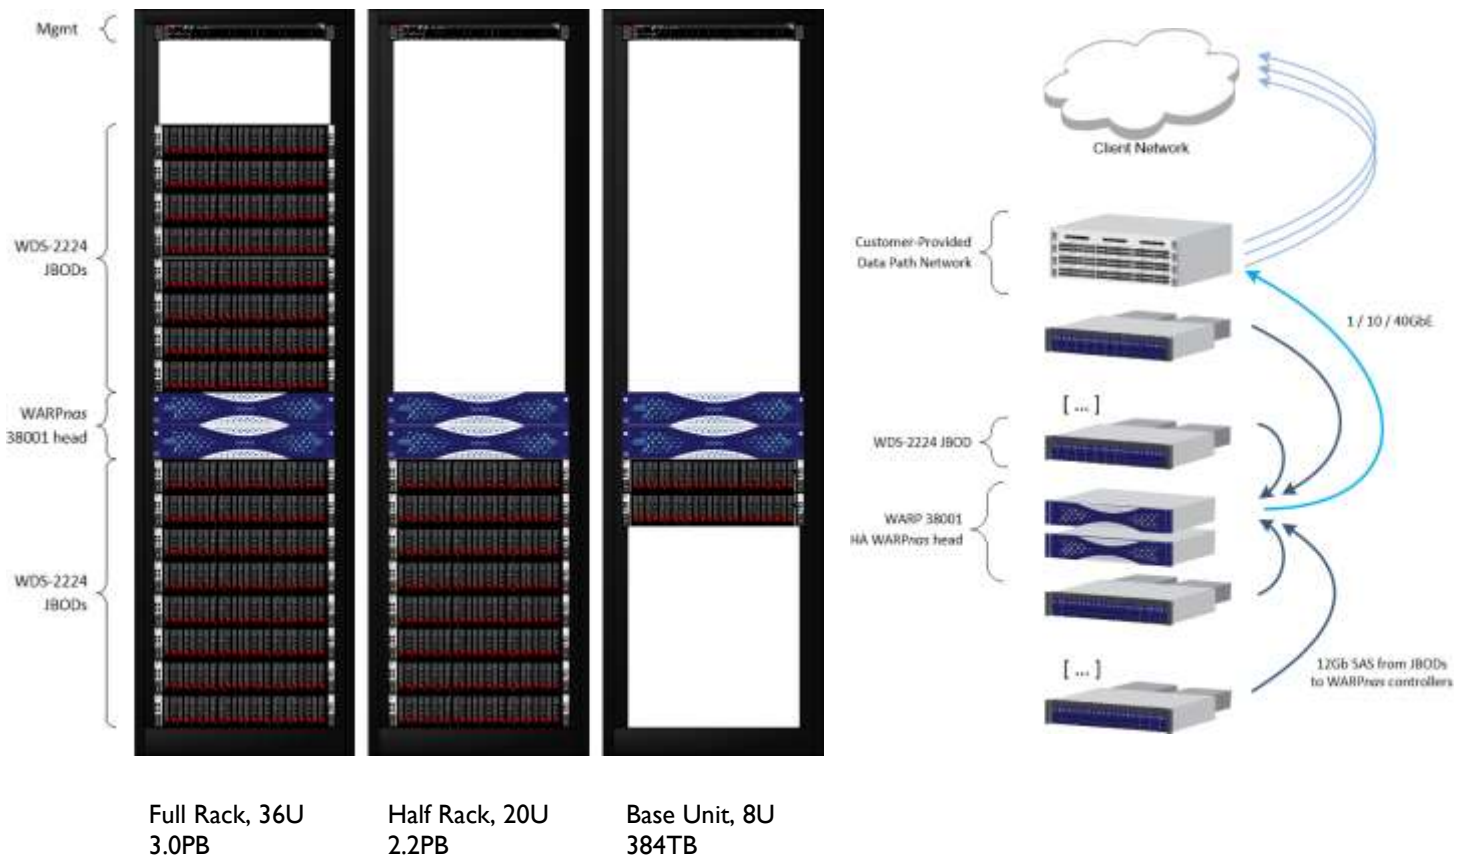 Mgmt
WDS-2224
JBODs
WARPnas
38001 head
WDS-2224
JBODs
Full Rack, 36U
3.0PB
Half Rack, 20U
2.2PB
Base Unit, 8U
384TB
Client Network
Customer-Provided
Data Path Network
1 / 10 / 40GbE
[ ... ]
WDS-2224 JBOD
WARP 38001
HA WARPnas head
[ ... ]
12Gb SAS from JBODs
to WARPnas controllers